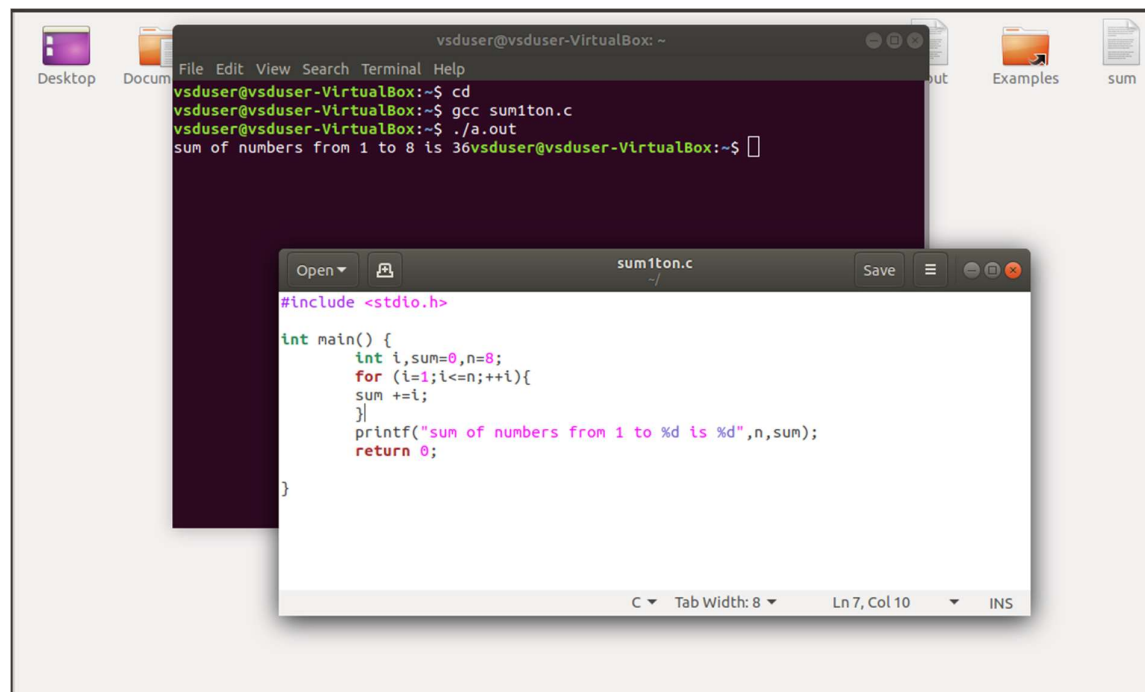 vsduser@vsduser-VirtualBox: ~
Desktop
Docum
out
Examples
sum
File Edit View Search Terminal Help
vsduser@vsduser-VirtualBox:~$ cd
vsduser@vsduser-VirtualBox:~$ gcc sum1ton.c
vsduser@vsduser-VirtualBox:~$ ./a.out
sum of numbers from 1 to 8 is 36vsduser@vsduser-VirtualBox:~$
Open
sum1ton.c
~/
Save
#include <stdio.h>
int main() {
        int i,sum=0,n=8;
        for (i=1;i<=n;++i){
        sum +=i;
        }
        printf("sum of numbers from 1 to %d is %d",n,sum);
        return 0;
}
C Tab Width: 8 Ln 7, Col 10 INS